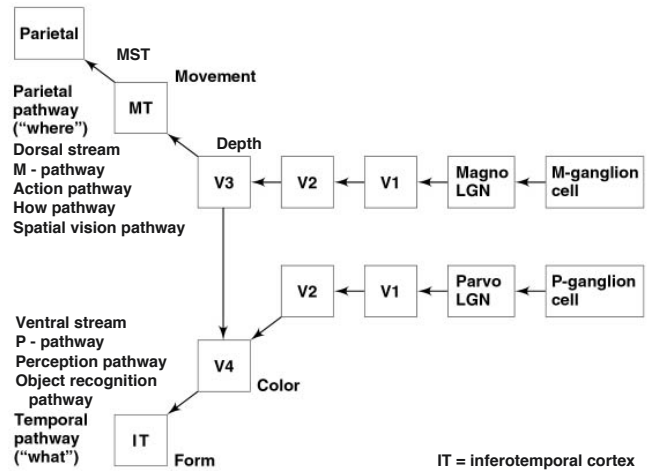 Parietal
MST
Movement
MT
Parietal
pathway
("where")
Dorsal stream
M - pathway
Action pathway
How pathway
Spatial vision pathway
Depth
V3
V2
V1
Magno
LGN
M-ganglion
cell
V2
V1
Parvo
LGN
P-ganglion
cell
Ventral stream
P - pathway
Perception pathway
Object recognition
pathway
Temporal
pathway
("what")
V4
Color
IT
Form
IT = inferotemporal cortex